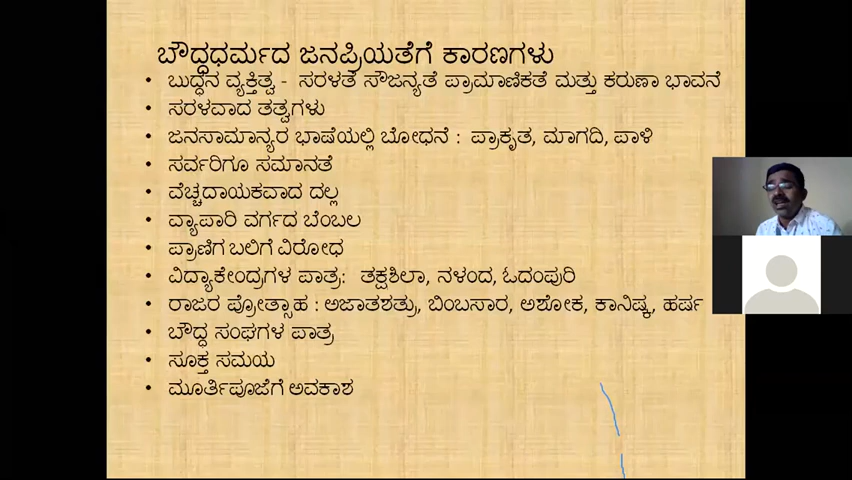 ಬೌದ್ಧಧರ್ಮದ ಜನಪ್ರಿಯತೆಗೆ ಕಾರಣಗಳು
• ಬುದ್ಧನ ವ್ಯಕ್ತಿತ್ವ - ಸರಳತೆ ಸೌಜನ್ಯತೆ ಪ್ರಾಮಾಣಿಕತೆ ಮತ್ತು ಕರುಣಾ ಭಾವನೆ
• ಸರಳವಾದ ತತ್ವಗಳು
• ಜನಸಾಮಾನ್ಯರ ಭಾಷೆಯಲ್ಲಿ ಬೋಧನೆ : ಪ್ರಾಕೃತ, ಮಾಗದಿ, ಪಾಳಿ
• ಸರ್ವರಿಗೂ ಸಮಾನತೆ
• ವೆಚ್ಚದಾಯಕವಾದ ದಲ್ಲ
• ವ್ಯಾಪಾರಿ ವರ್ಗದ ಬೆಂಬಲ
• ಪ್ರಾಣಿಗ ಬಲಿಗೆ ವಿರೋಧ
• ವಿದ್ಯಾಕೇಂದ್ರಗಳ ಪಾತ್ರ: ತಕ್ಷಶಿಲಾ, ನಳಂದ, ಓದಂಪುರಿ
• ರಾಜರ ಪ್ರೋತ್ಸಾಹ : ಅಜಾತಶತ್ರು, ಬಿಂಬಸಾರ, ಅಶೋಕ, ಕಾನಿಷ್ಕ, ಹರ್ಷ
• ಬೌದ್ಧ ಸಂಘಗಳ ಪಾತ್ರ
• ಸೂಕ್ತ ಸಮಯ
• ಮೂರ್ತಿಪೂಜೆಗೆ ಅವಕಾಶ